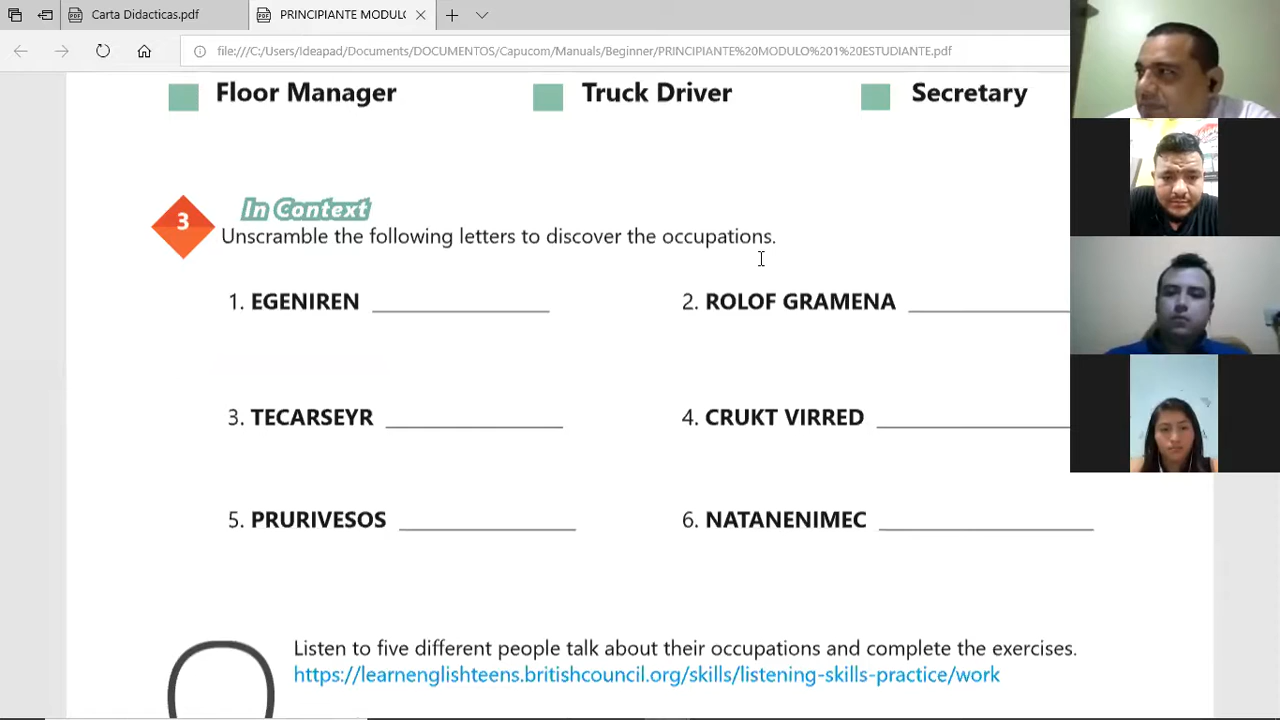 Carta Didacticas.pdf
PRINCIPIANTE MODULO
file:///C:/Users/Ideapad/Documents/DOCUMENTOS/Capucom/Manuals/Beginner/PRINCIPIANTE%20MODULO%201%20ESTUDIANTE.pdf
Floor Manager Truck Driver Secretary
3 In Context
Unscramble the following letters to discover the occupations.
1. EGENIREN 2. ROLOF GRAMENA
3. TECARSEYR 4. CRUKT VIRRED
5. PRURIVESOS 6. NATANENIMEC
Listen to five different people talk about their occupations and complete the exercises.
https://learnenglishteens.britishcouncil.org/skills/listening-skills-practice/work